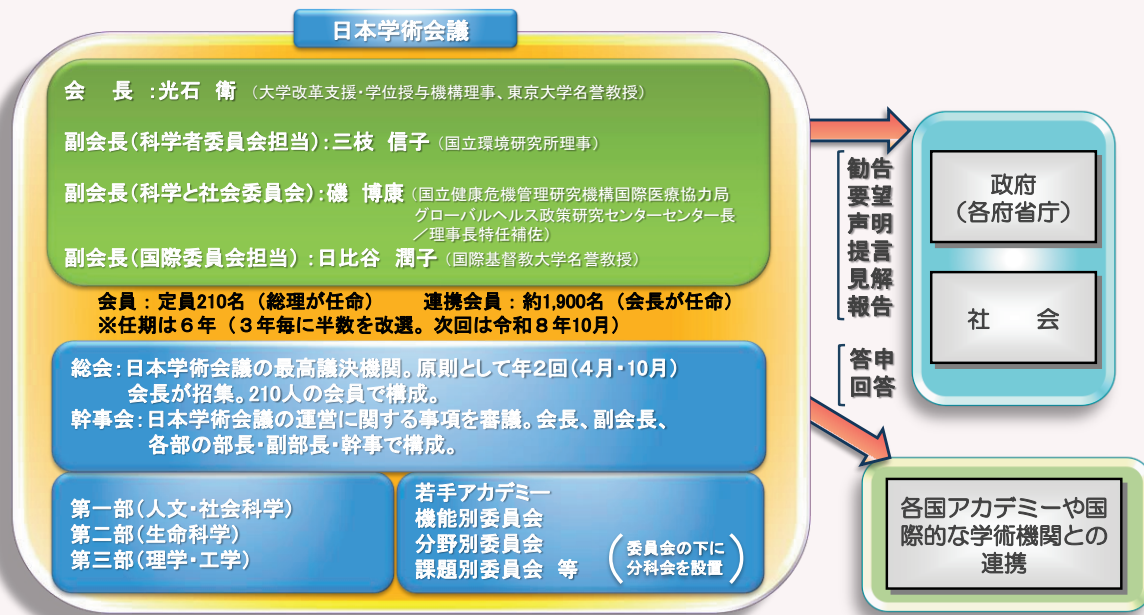 日本学術会議
会　長 ：光石 衛 （大学改革支援・学位授与機構理事、東京大学名誉教授）
副会長（科学者委員会担当）：三枝 信子（国立環境研究所理事）
副会長（科学と社会委員会）：磯 博康（国立健康危機管理研究機構国際医療協力局
グローバルヘルス政策研究センターセンター長
／理事長特任補佐）
副会長（国際委員会担当）：日比谷 潤子（国際基督教大学名誉教授）
会員：定員210名（総理が任命）　連携会員：約1,900名（会長が任命）
※任期は６年（３年毎に半数を改選。次回は令和８年10月）
総会：日本学術会議の最高議決機関。原則として年２回（４月・10月）
会長が招集。210人の会員で構成。
幹事会：日本学術会議の運営に関する事項を審議。会長、副会長、
各部の部長・副部長・幹事で構成。
第一部（人文・社会科学）
第二部（生命科学）
第三部（理学・工学）
若手アカデミー
機能別委員会
分野別委員会
課題別委員会 等
（委員会の下に
分科会を設置）
勧告
要望
声明
提言
見解
報告
答申
回答
政府
（各府省庁）
社　会
各国アカデミーや国
際的な学術機関との
連携